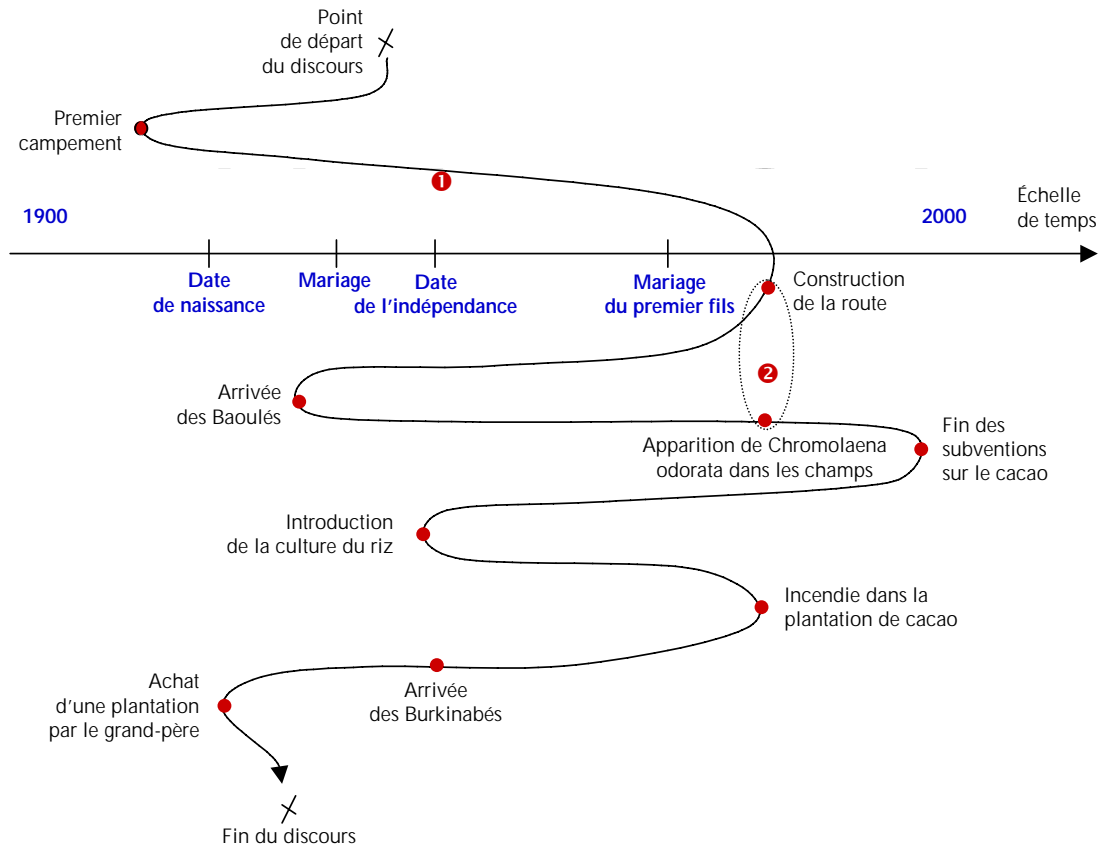 Point
de départ
du discours
Premier
campement
1
1900
2000
Échelle
de temps
Date
de naissance
Mariage
Date
de l'indépendance
Mariage
du premier fils
Construction
de la route
2
Arrivée
des Baoulés
Apparition de Chromolaena
odorata dans les champs
Fin des
subventions
sur le cacao
Introduction
de la culture du riz
Incendie dans la
plantation de cacao
Achat
d'une plantation
par le grand-père
Arrivée
des Burkinabés
Fin du discours